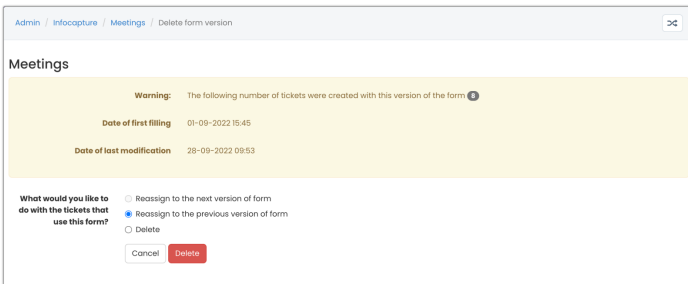 Admin / Infocapture / Meetings / Delete form version
Meetings
Warning: The following number of tickets were created with this version of the form 8
Date of first filling 01-09-2022 15:45
Date of last modification 28-09-2022 09:53
What would you like to do with the tickets that use this form?
Reassign to the next version of form
Reassign to the previous version of form
Delete
Cancel Delete